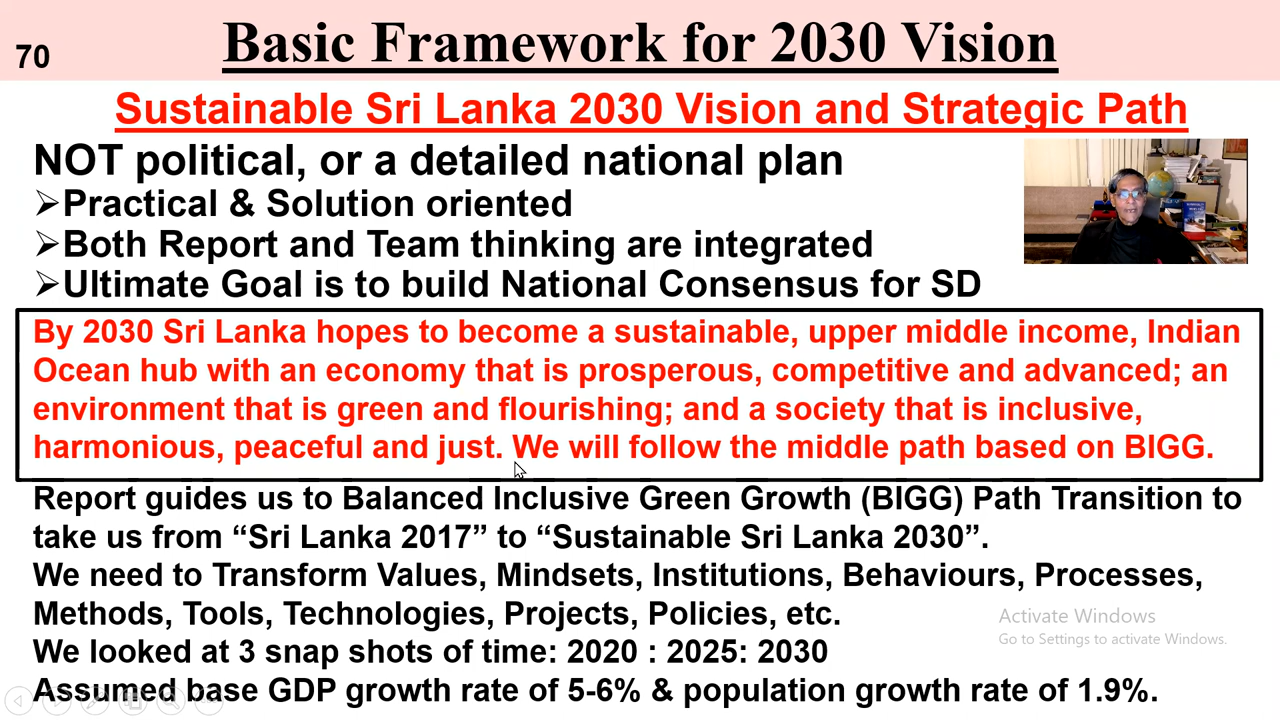 70
Basic Framework for 2030 Vision
Sustainable Sri Lanka 2030 Vision and Strategic Path
NOT political, or a detailed national plan
➢Practical & Solution oriented
➢Both Report and Team thinking are integrated
➢Ultimate Goal is to build National Consensus for SD
By 2030 Sri Lanka hopes to become a sustainable, upper middle income, Indian
Ocean hub with an economy that is prosperous, competitive and advanced; an
environment that is green and flourishing; and a society that is inclusive,
harmonious, peaceful and just. We will follow the middle path based on BIGG.
Report guides us to Balanced Inclusive Green Growth (BIGG) Path Transition to
take us from “Sri Lanka 2017” to “Sustainable Sri Lanka 2030”.
We need to Transform Values, Mindsets, Institutions, Behaviours, Processes,
Methods, Tools, Technologies, Projects, Policies, etc.
Activate Windows
Go to Settings to activate Windows.
We looked at 3 snap shots of time: 2020 : 2025: 2030
Assumed base GDP growth rate of 5-6% & population growth rate of 1.9%.